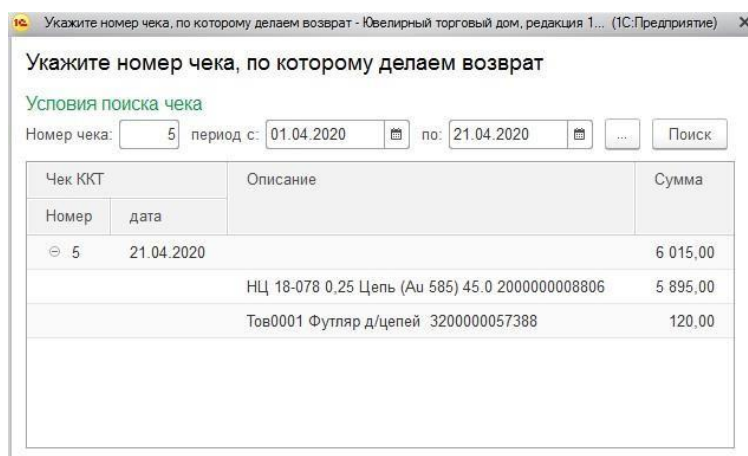 1С Укажите номер чека, по которому делаем возврат - Ювелирный торговый дом, редакция 1... (1С:Предприятие)
Укажите номер чека, по которому делаем возврат
Условия поиска чека
Номер чека: 5 период с: 01.04.2020 по: 21.04.2020 ... Поиск
Чек ККТ Описание Сумма
Номер дата
5 21.04.2020 6 015,00
НЦ 18-078 0,25 Цепь (Au 585) 45.0 2000000008806 5 895,00
Тов0001 Футляр д/цепей 3200000057388 120,00